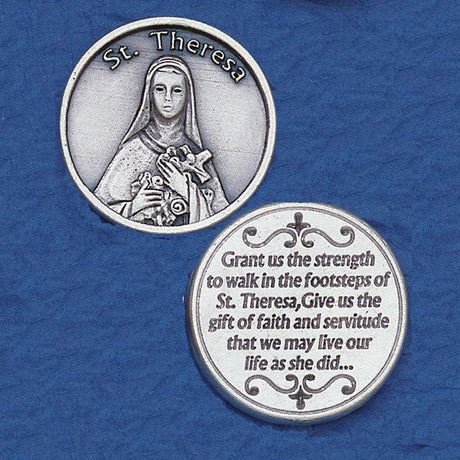 St. Theresa
Grant us the strength
to walk in the footsteps of
St. Theresa,Give us the
gift of faith and servitude
that we may live our
life as she did...